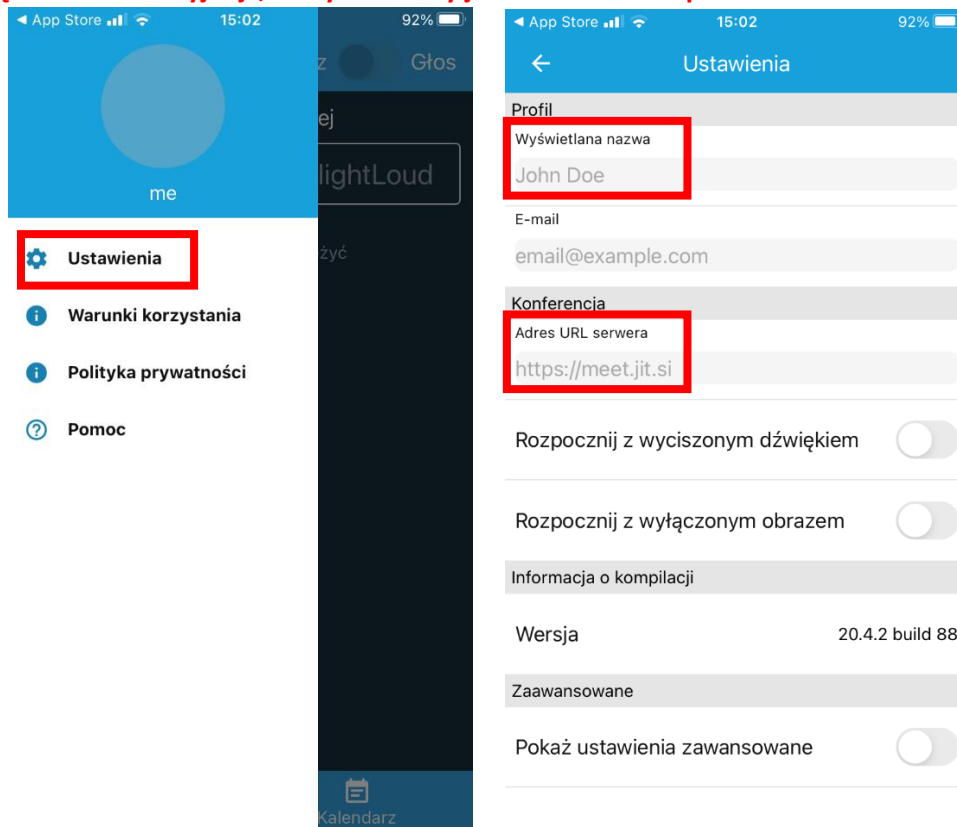 App Store 15:02 92%
Głos
ej
lightLoud
żyć
me
Ustawienia
Warunki korzystania
Polityka prywatności
Pomoc
Kalendarz
App Store 15:02 92%
Ustawienia
Profil
Wyświetlana nazwa
John Doe
E-mail
email@example.com
Konferencja
Adres URL serwera
https://meet.jit.si
Rozpocznij z wyciszonym dźwiękiem
Rozpocznij z wyłączonym obrazem
Informacja o kompilacji
Wersja 20.4.2 build 88
Zaawansowane
Pokaż ustawienia zawansowane